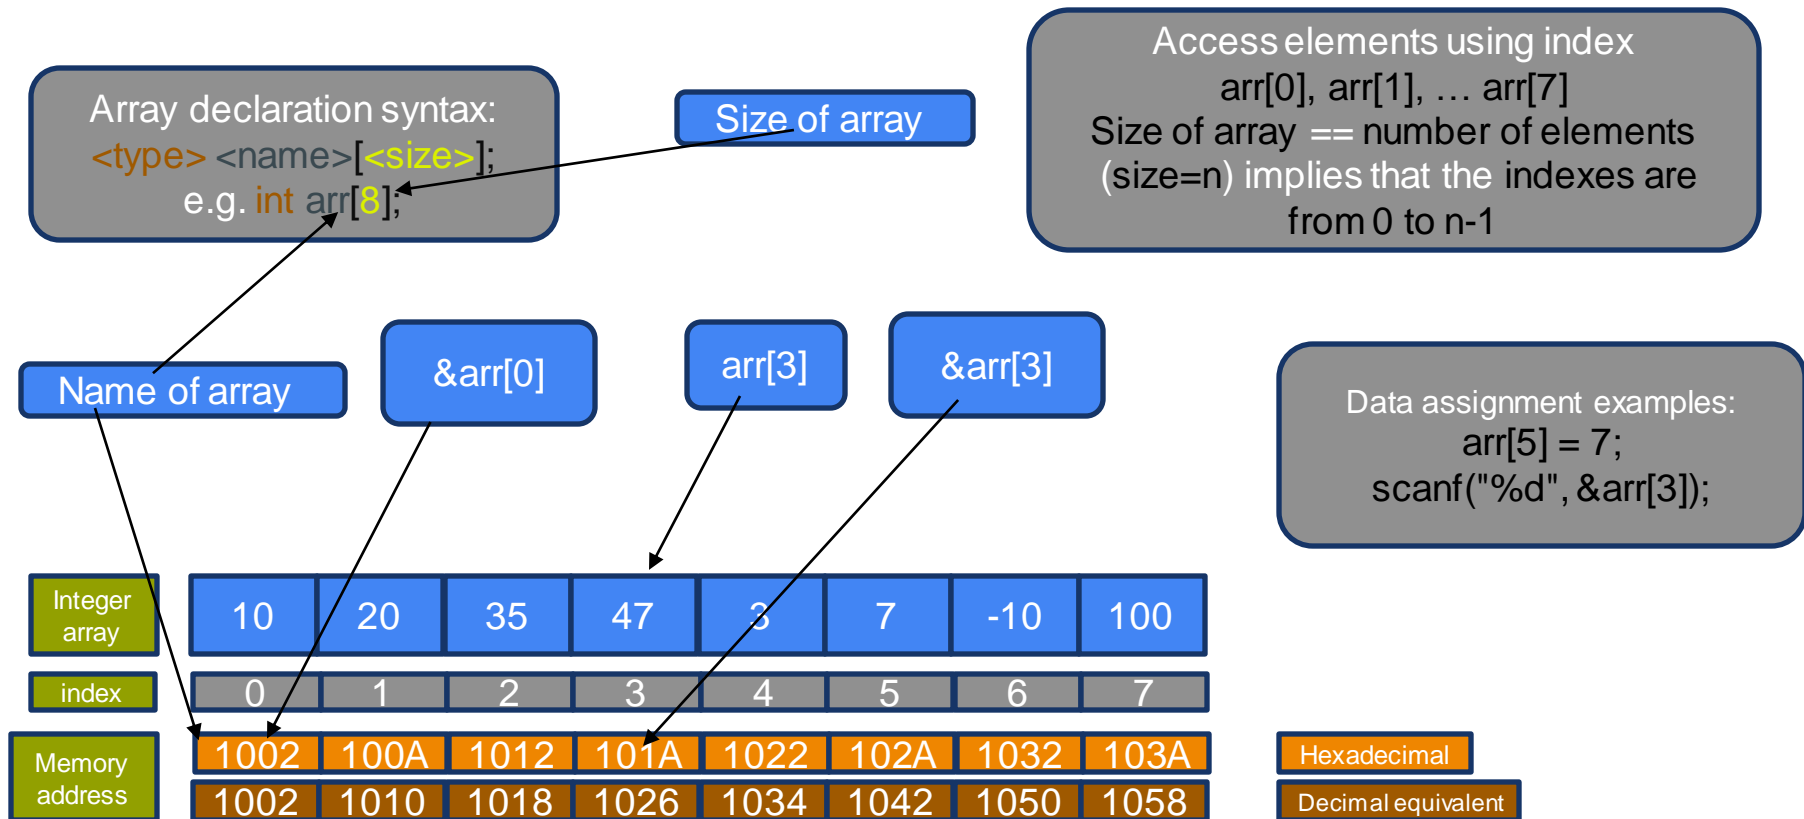 Array declaration syntax:
<type> <name>[<size>];
e.g. int arr[8];
Size of array
Access elements using index
arr[0], arr[1], … arr[7]
Size of array == number of elements
(size=n) implies that the indexes are
from 0 to n-1
Name of array
&arr[0]
arr[3]
&arr[3]
Data assignment examples:
arr[5] = 7;
scanf("%d", &arr[3]);
Integer
array
10 20 35 47 3 7 -10 100
index
0 1 2 3 4 5 6 7
Memory
address
1002 100A 1012 101A 1022 102A 1032 103A
Hexadecimal
1002 1010 1018 1026 1034 1042 1050 1058
Decimal equivalent